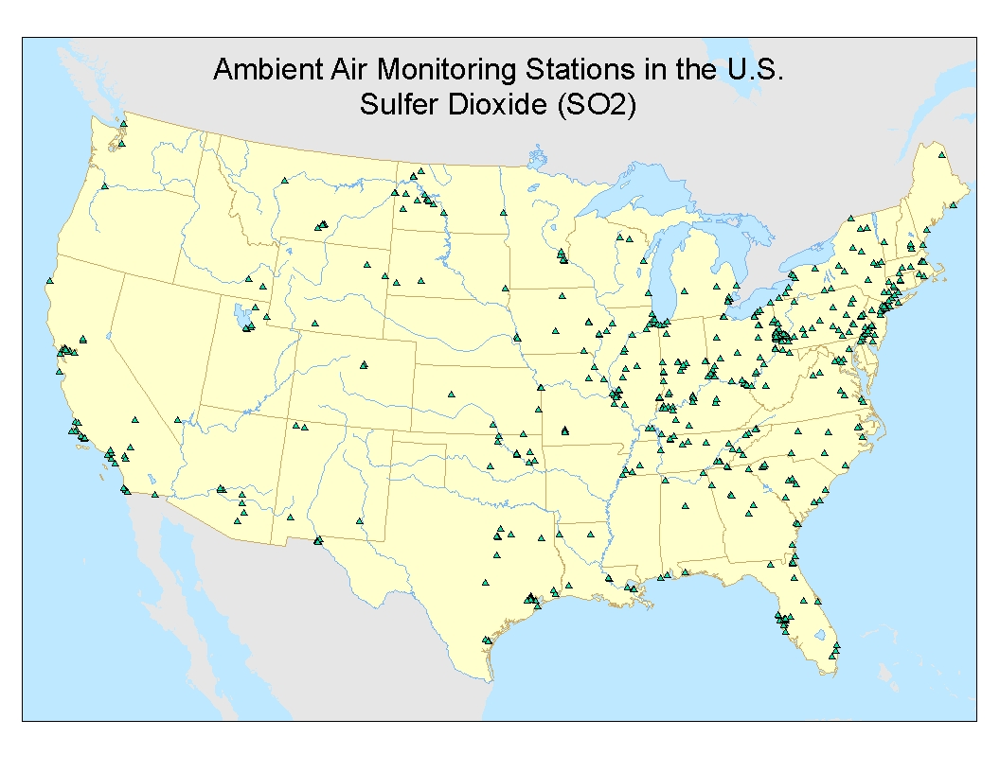 Ambient Air Monitoring Stations in the U.S.
Sulfer Dioxide (SO2)